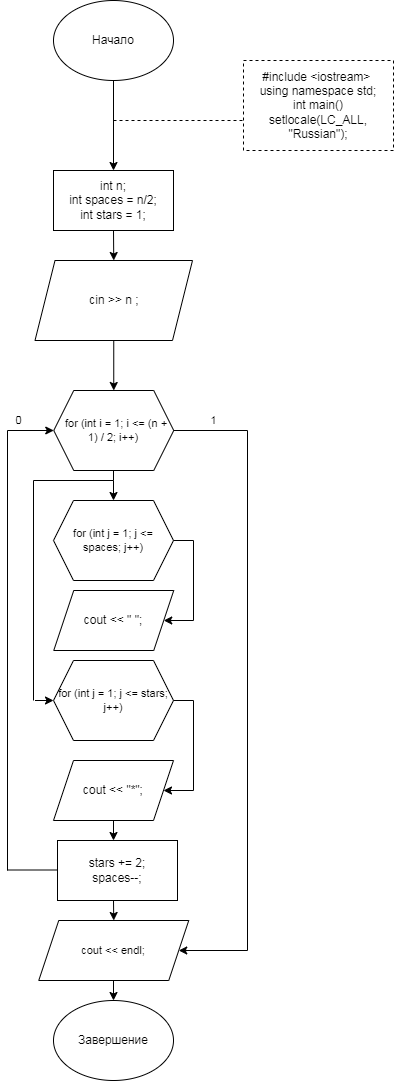 Начало
#include <iostream>
using namespace std;
int main()
setlocale(LC_ALL,
"Russian");
int n;
int spaces = n/2;
int stars = 1;
cin >> n ;
0
for (int i = 1; i <= (n +
1) / 2; i++)
1
for (int j = 1; j <=
spaces; j++)
cout << " ";
for (int j = 1; j <= stars;
j++)
cout << "*";
stars += 2;
spaces--;
cout << endl;
Завершение